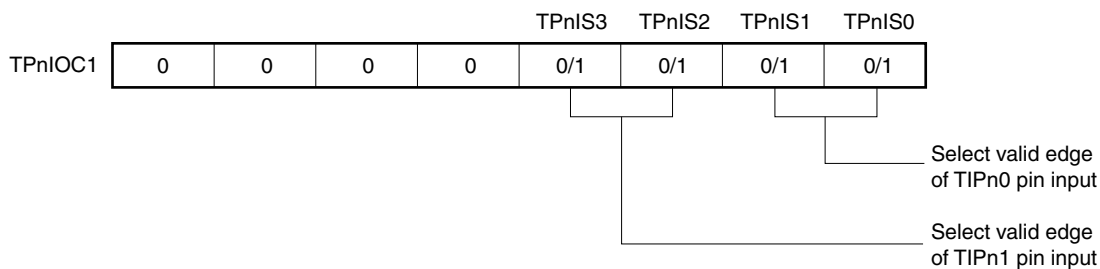 TPnIS3 TPnIS2 TPnIS1 TPnIS0
TPnIOC1 0 0 0 0 0/1 0/1 0/1 0/1
Select valid edge
of TIPn0 pin input
Select valid edge
of TIPn1 pin input